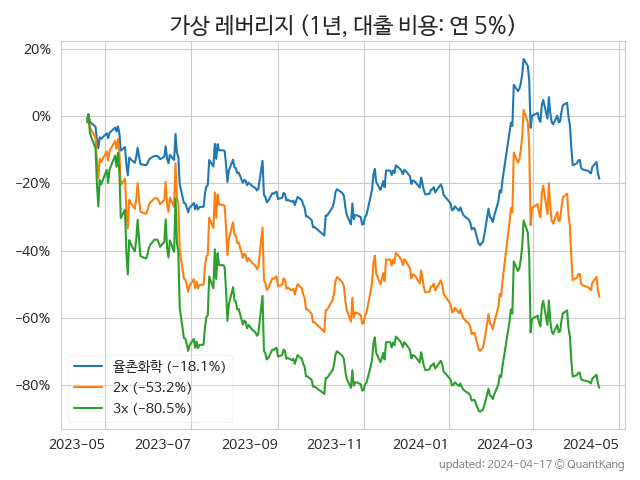 가상 레버리지 (1년, 대출 비용: 연 5%)
20%
0%
−20%
−40%
−60%
−80%
율촌화학 (−18.1%)
2x (−53.2%)
3x (−80.5%)
2023-05 2023-07 2023-09 2023-11 2024-01 2024-03 2024-05
updated: 2024-04-17 © QuantKang